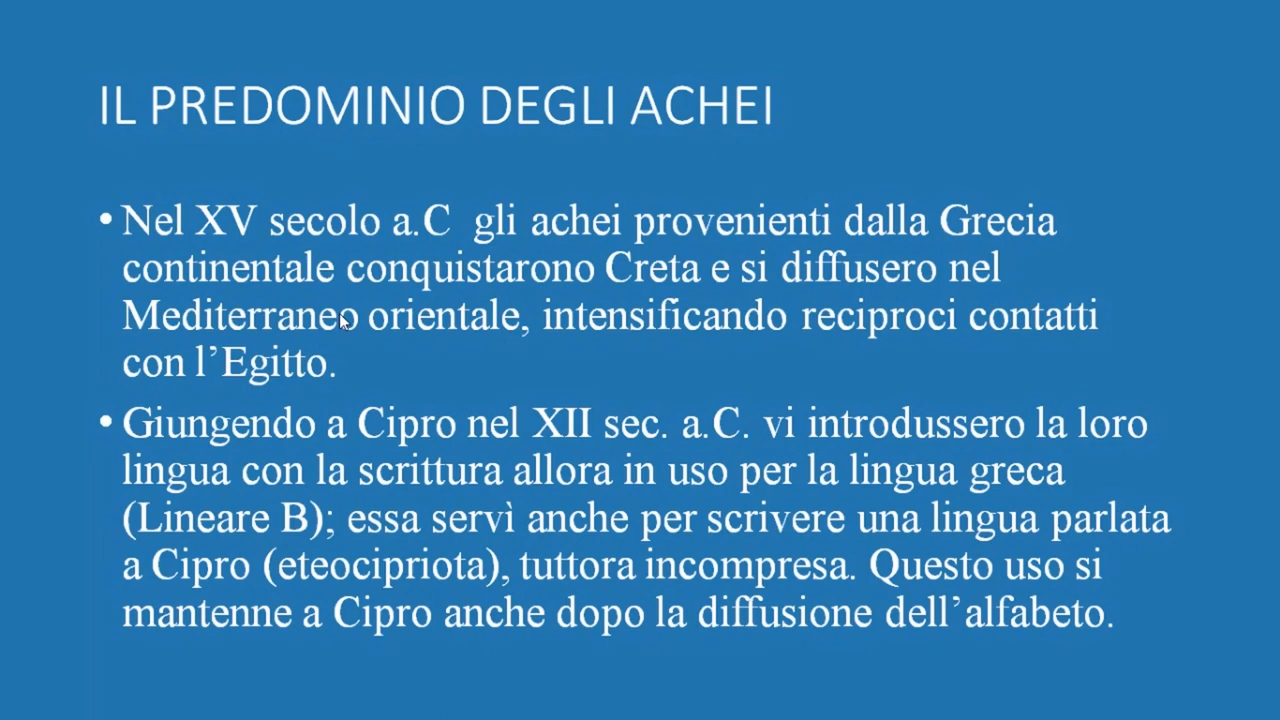 IL PREDOMINIO DEGLI ACHEI
• Nel XV secolo a.C  gli achei provenienti dalla Grecia
continentale conquistarono Creta e si diffusero nel
Mediterraneo orientale, intensificando reciproci contatti
con l’Egitto.
• Giungendo a Cipro nel XII sec. a.C. vi introdussero la loro
lingua con la scrittura allora in uso per la lingua greca
(Lineare B); essa servì anche per scrivere una lingua parlata
a Cipro (eteocipriota), tuttora incompresa. Questo uso si
mantenne a Cipro anche dopo la diffusione dell’alfabeto.